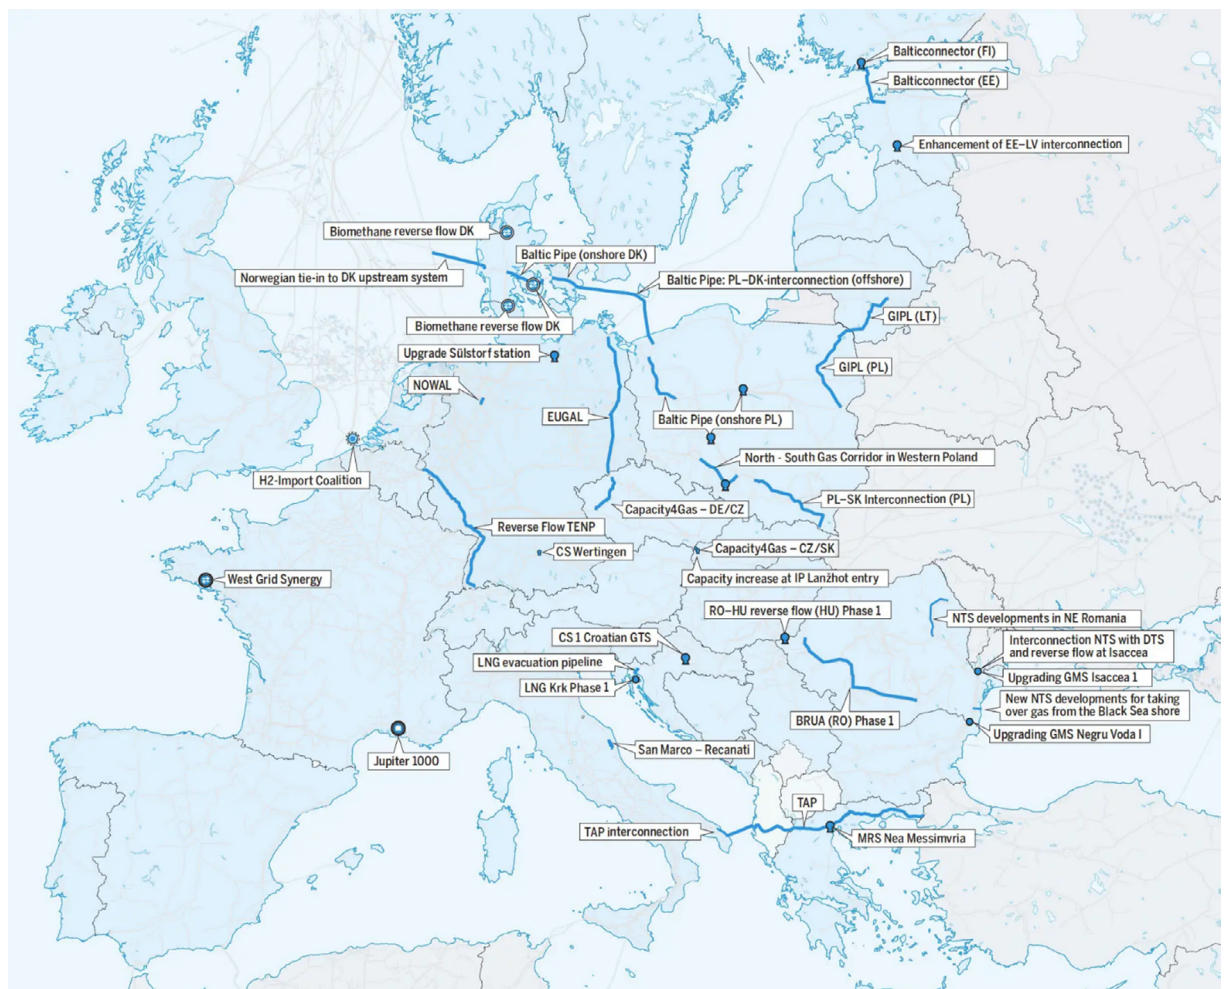 Balticconnector (FI)
Balticconnector (EE)
Enhancement of EE–LV interconnection
Biomethane reverse flow DK
Baltic Pipe (onshore DK)
Norwegian tie-in to DK upstream system
Baltic Pipe: PL–DK-interconnection (offshore)
GIPL (LT)
Biomethane reverse flow DK
Upgrade Sülstorf station
GIPL (PL)
NOWAL
EUGAL
Baltic Pipe (onshore PL)
North - South Gas Corridor in Western Poland
H2-Import Coalition
PL–SK Interconnection (PL)
Capacity4Gas – DE/CZ
Reverse Flow TENP
CS Wertingen
Capacity4Gas – CZ/SK
West Grid Synergy
Capacity increase at IP Lanžhot entry
RO–HU reverse flow (HU) Phase 1
NTS developments in NE Romania
CS 1 Croatian GTS
Interconnection NTS with DTS
and reverse flow at Isaccea
LNG evacuation pipeline
Upgrading GMS Isaccea 1
LNG Krk Phase 1
New NTS developments for taking
over gas from the Black Sea shore
BRUA (RO) Phase 1
Upgrading GMS Negru Voda I
San Marco – Recanati
Jupiter 1000
TAP
TAP interconnection
MRS Nea Messimvria